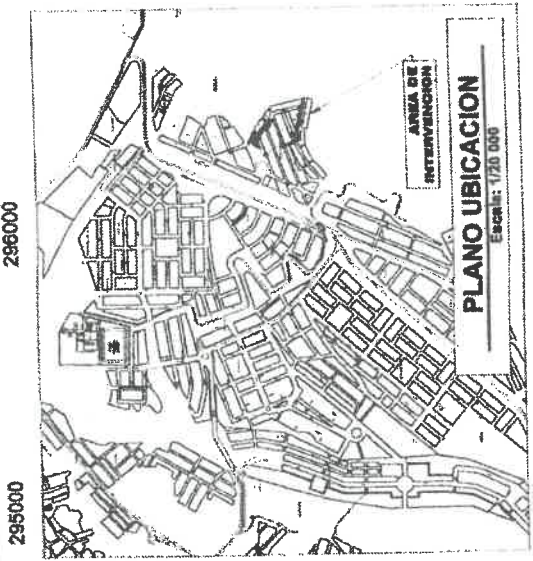 296000
295000
AREA DE
INTERVENCION
PLANO UBICACION
Escala: 1/20 000